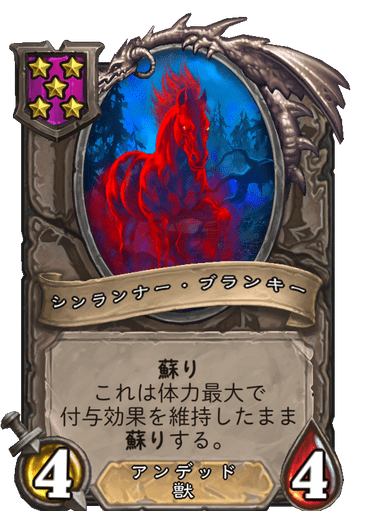 シンランナー・ブランキー
蘇り
これは体力最大で
付与効果を維持したまま
蘇りする。
アンデッド
獣
4
4